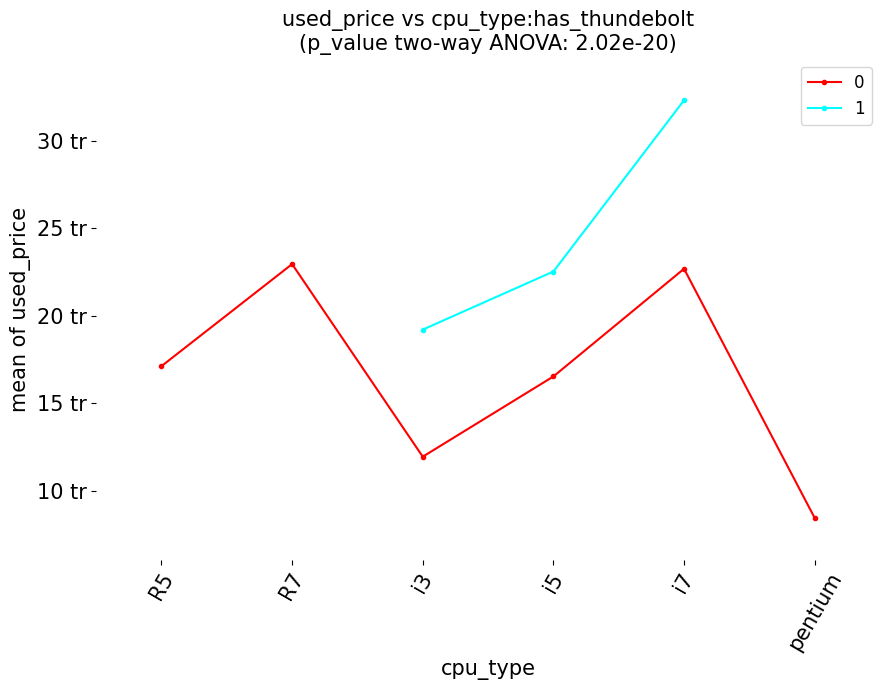 used_price vs cpu_type:has_thundebolt
(p_value two-way ANOVA: 2.02e-20)
0
1
30 tr
25 tr
20 tr
15 tr
10 tr
mean of used_price
R5
R7
i3
i5
i7
pentium
cpu_type